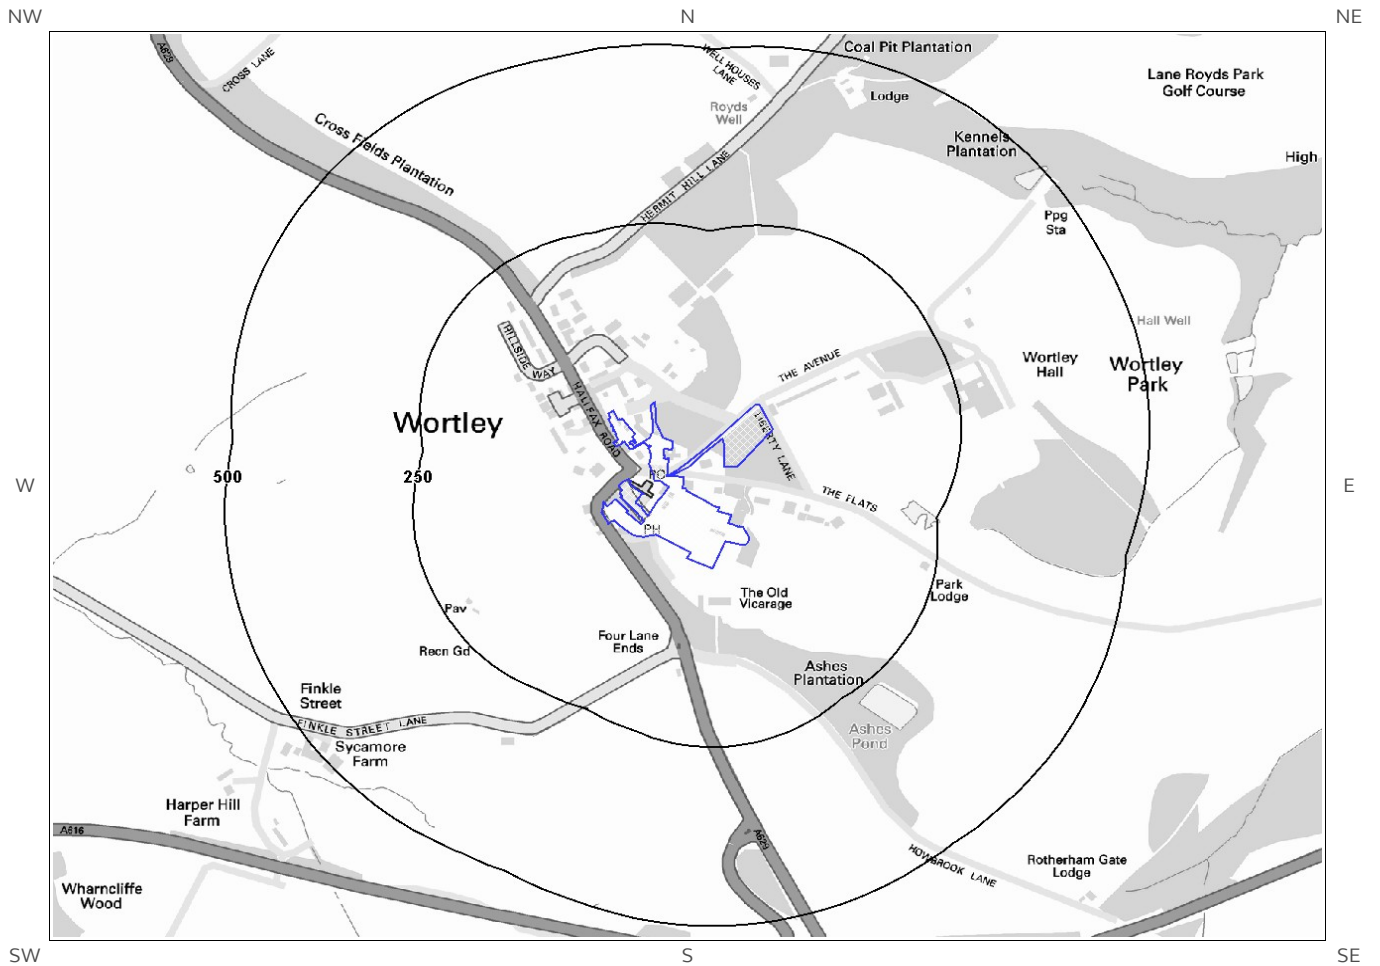 NW
N
NE
A629
CROSS LANE
WELL HOUSES
LANE
Coal Pit Plantation
Lane Royds Park
Golf Course
Lodge
Royds
Well
Cross Fields Plantation
Kennels
Plantation
High
HERMIT HILL LANE
Ppg
Sta
Hall Well
HILLSIDE WAY
THE AVENUE
Wortley
Hall
Wortley
Park
HALIFAX ROAD
Wortley
LIBERTY LANE
500
250
PO
W
E
THE FLATS
PH
Pav
The Old
Vicarage
Park
Lodge
Four Lane
Ends
Recn Gd
Ashes
Plantation
Finkle
Street
FINKLE STREET LANE
Sycamore
Farm
Ashes
Pond
Harper Hill
Farm
A616
A629
HOWBROOK LANE
Rotherham Gate
Lodge
Wharncliffe
Wood
SW
S
SE